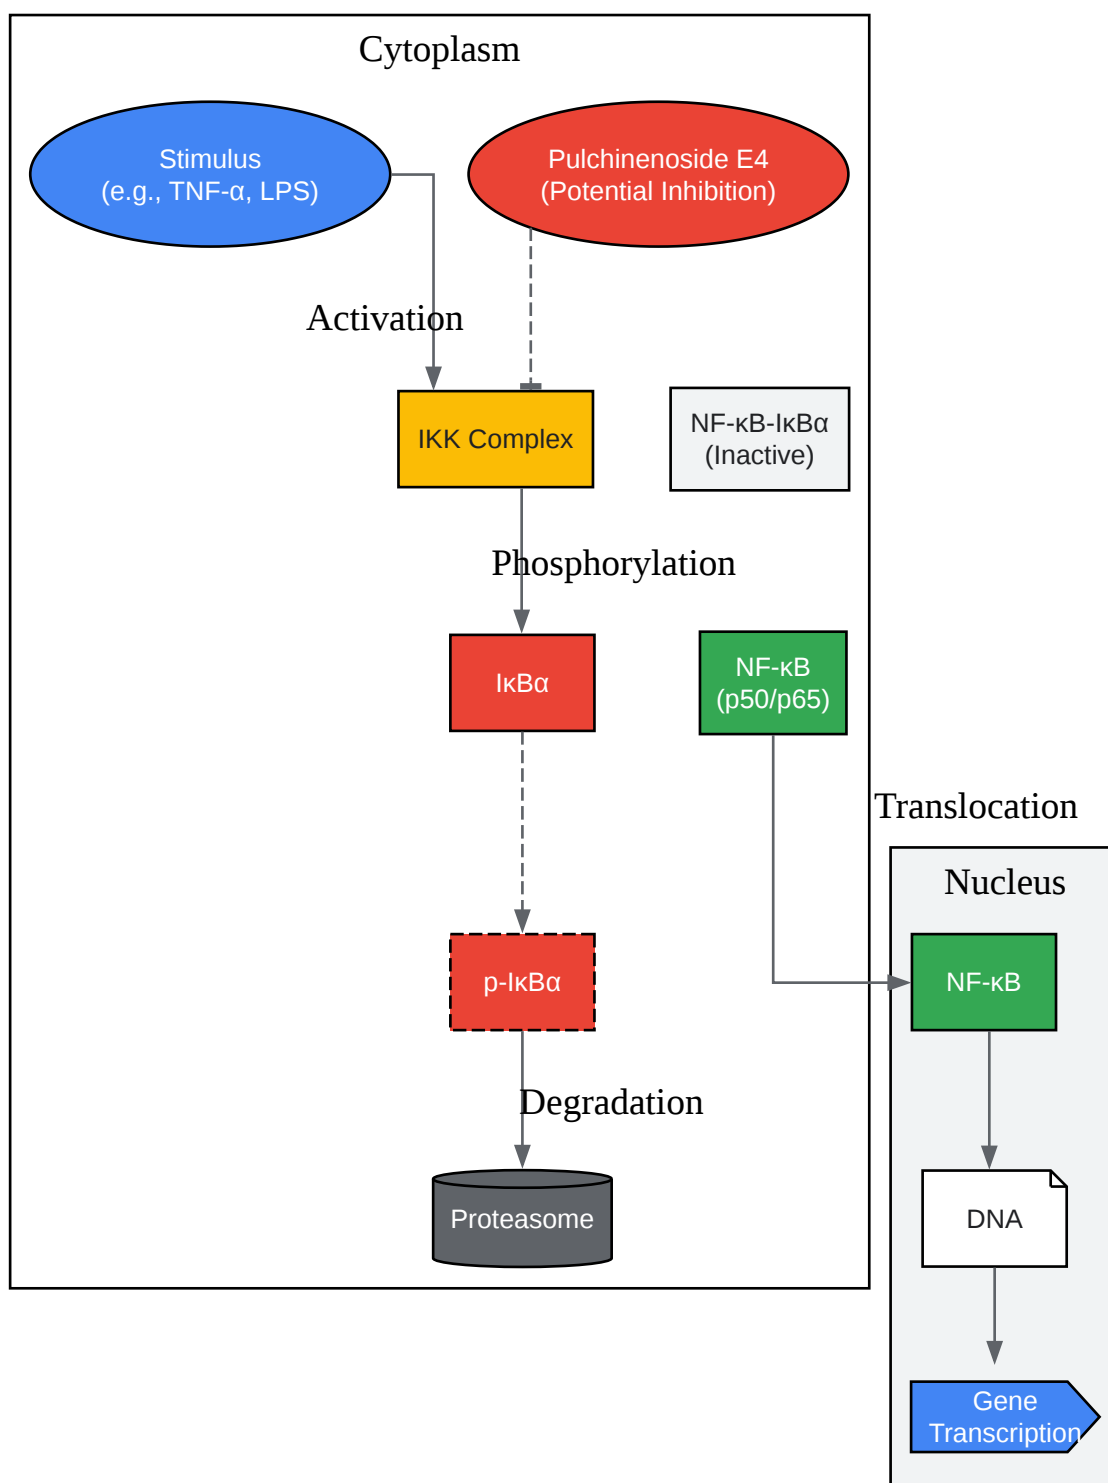 Cytoplasm
Stimulus
(e.g., TNF-α, LPS)
Pulchinenoside E4
(Potential Inhibition)
Activation
IKK Complex
NF-κB-IκBα
(Inactive)
Phosphorylation
IκBα
NF-κB
(p50/p65)
Translocation
Nucleus
p-IκBα
NF-κB
Degradation
Proteasome
DNA
Gene
Transcription